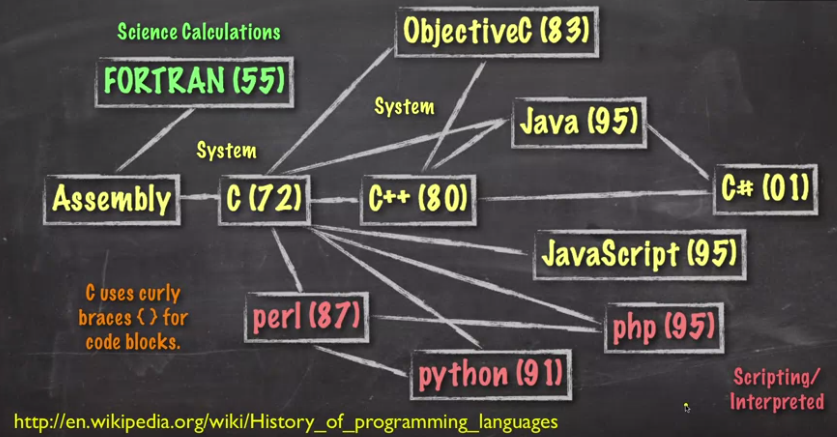 Science Calculations
ObjectiveC (83)
FORTRAN (55)
System
Java (95)
System
Assembly
C (72)
C++ (80)
C# (01)
JavaScript (95)
C uses curly
braces { } for
code blocks.
perl (87)
php (95)
python (91)
Scripting/
Interpreted
http://en.wikipedia.org/wiki/History_of_programming_languages